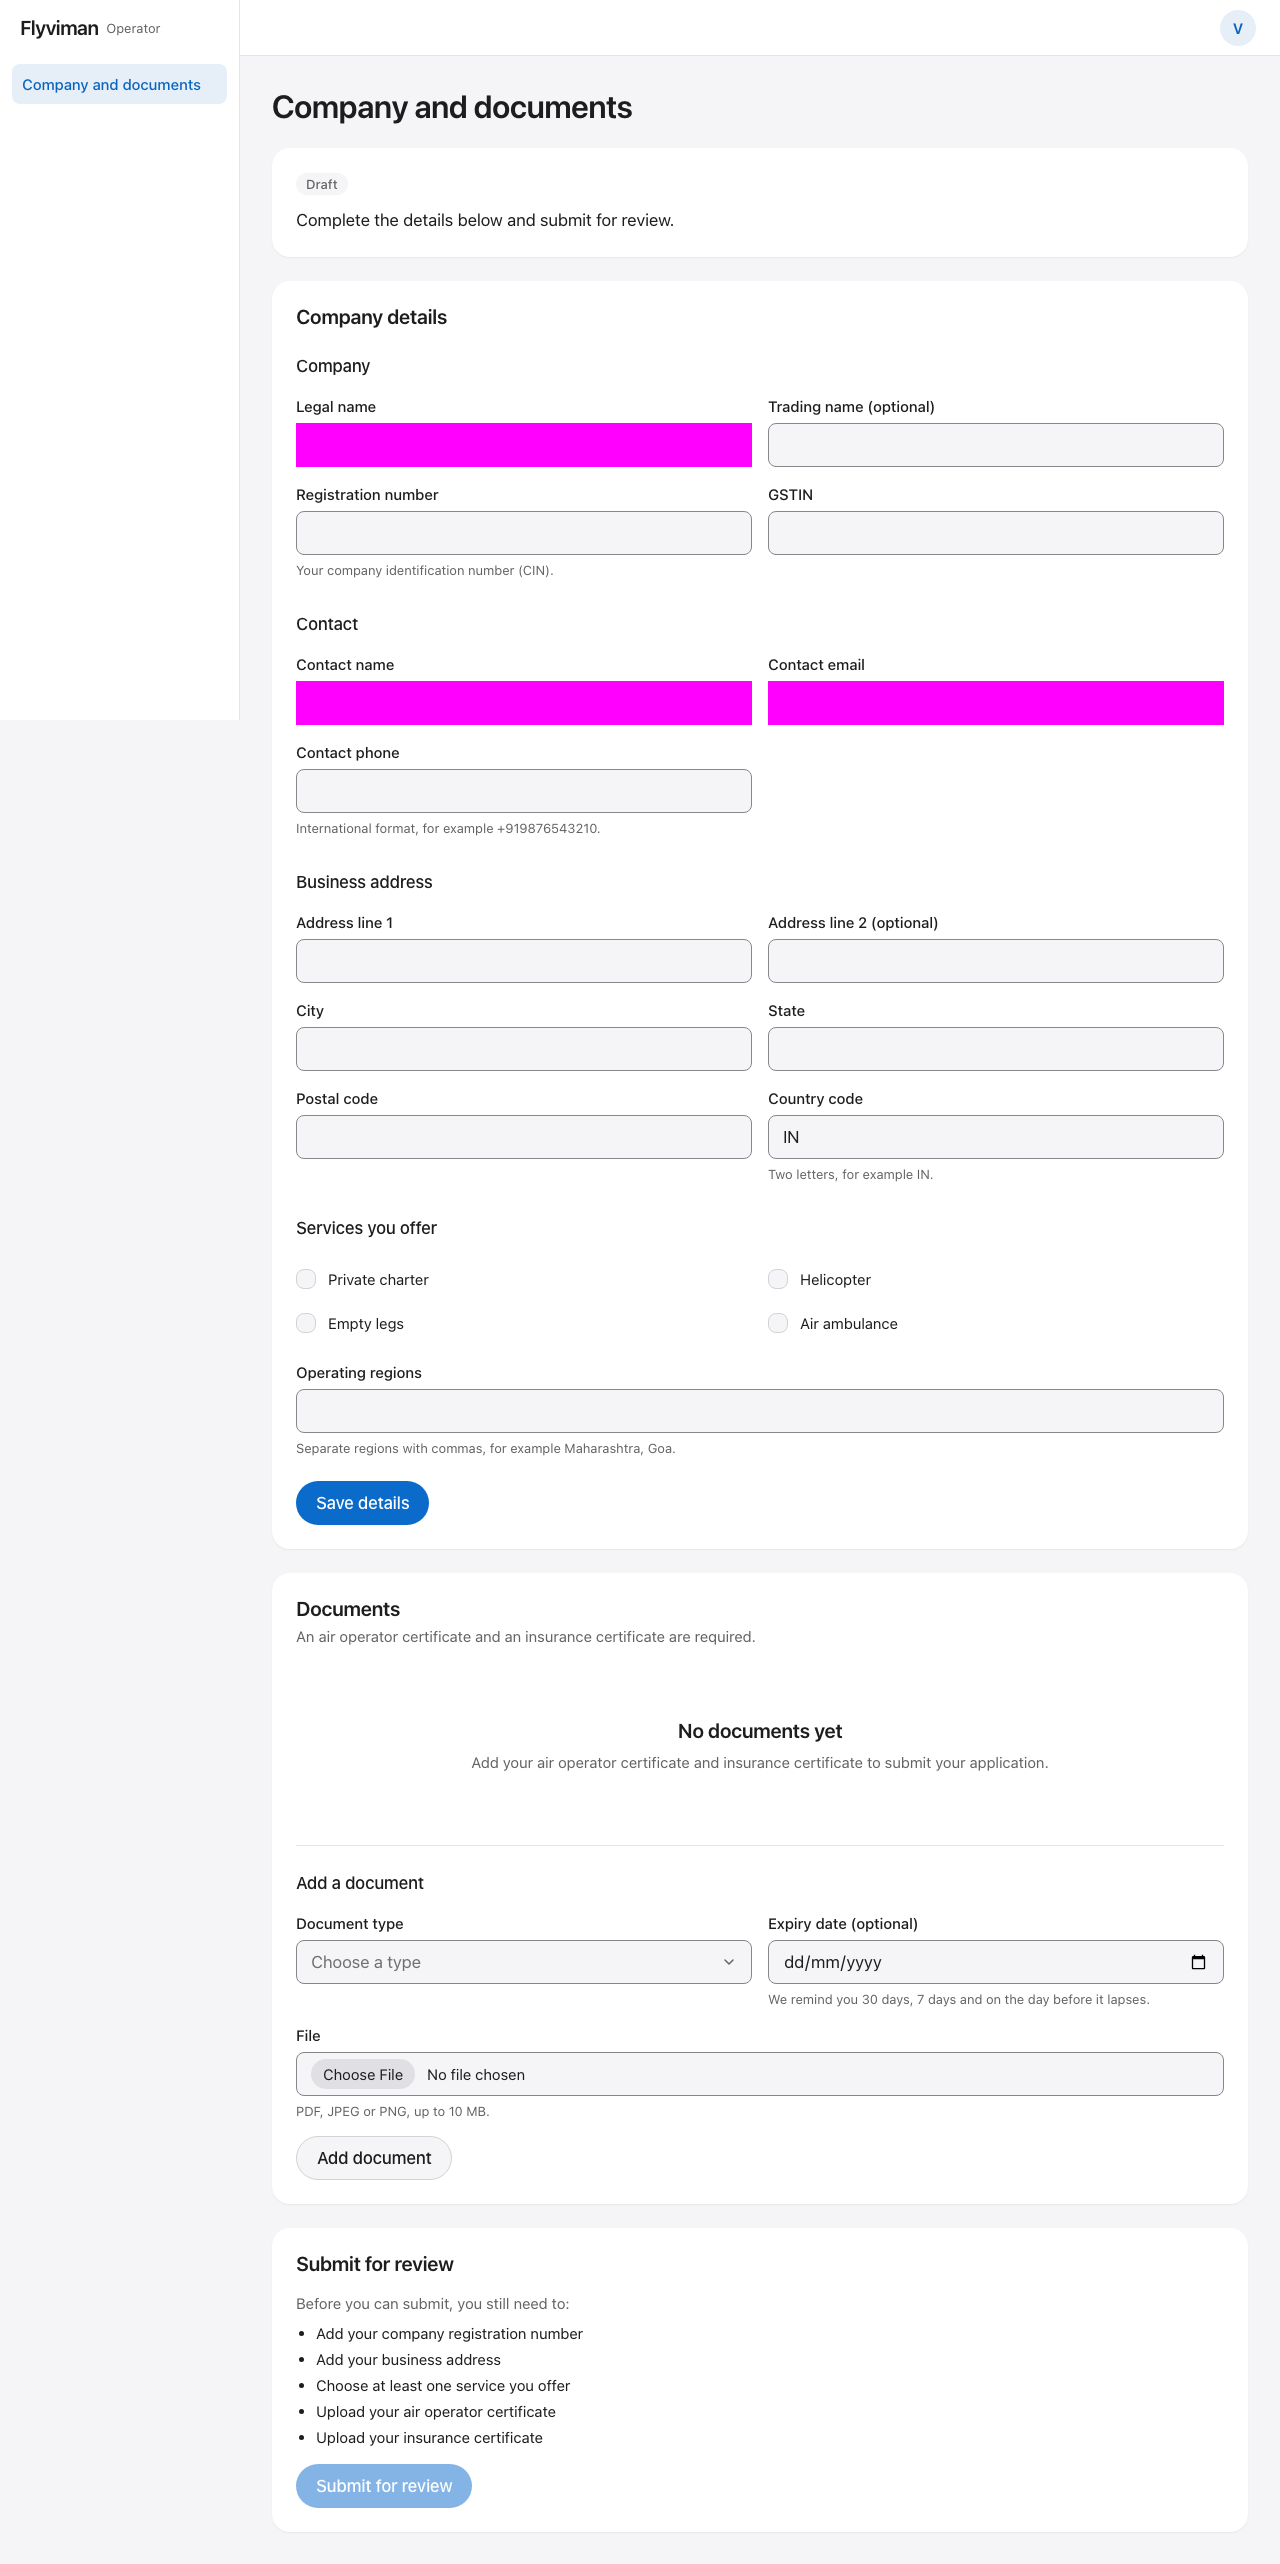 Flyviman Operator
V
Company and documents
Company and documents
Draft
Complete the details below and submit for review.
Company details
Company
Legal name
Trading name (optional)
Registration number
GSTIN
Your company identification number (CIN).
Contact
Contact name
Contact email
Contact phone
International format, for example +919876543210.
Business address
Address line 1
Address line 2 (optional)
City
State
Postal code
Country code
IN
Two letters, for example IN.
Services you offer
Private charter
Helicopter
Empty legs
Air ambulance
Operating regions
Separate regions with commas, for example Maharashtra, Goa.
Save details
Documents
An air operator certificate and an insurance certificate are required.
No documents yet
Add your air operator certificate and insurance certificate to submit your application.
Add a document
Document type
Expiry date (optional)
Choose a type
dd/mm/yyyy
We remind you 30 days, 7 days and on the day before it lapses.
File
Choose File No file chosen
PDF, JPEG or PNG, up to 10 MB.
Add document
Submit for review
Before you can submit, you still need to:
• Add your company registration number
• Add your business address
• Choose at least one service you offer
• Upload your air operator certificate
• Upload your insurance certificate
Submit for review